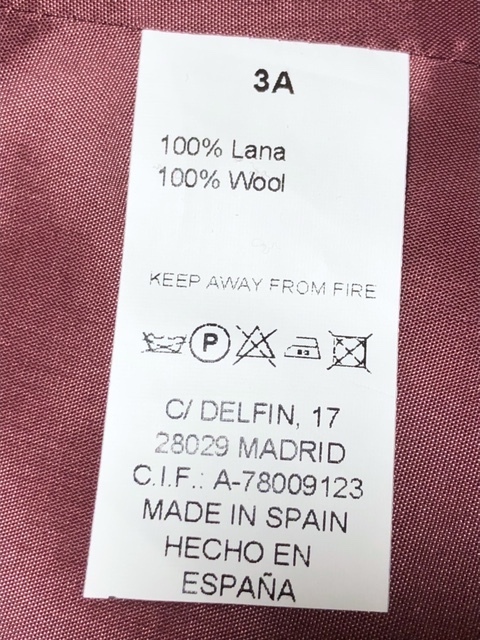 3A
100% Lana
100% Wool
KEEP AWAY FROM FIRE
P
C/ DELFIN, 17
28029 MADRID
C.I.F.: A-78009123
MADE IN SPAIN
HECHO EN
ESPAÑA